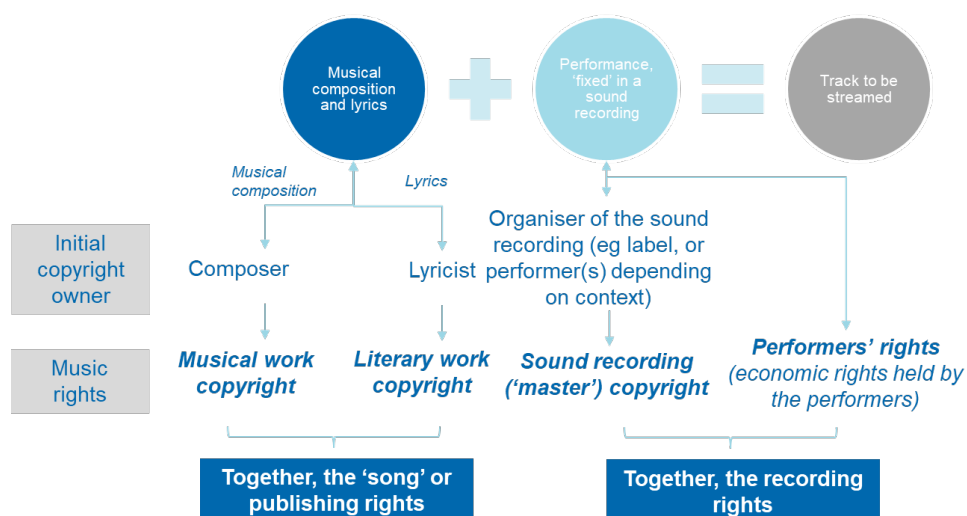 Musical
composition
and lyrics
Performance,
‘fixed’ in a
sound
recording
Track to be
streamed
Musical
composition
Lyrics
Initial
copyright
owner
Composer
Lyricist
Organiser of the sound
recording (eg label, or
performer(s) depending
on context)
Music
rights
Musical work
copyright
Literary work
copyright
Sound recording
(‘master’) copyright
Performers’ rights
(economic rights held by
the performers)
Together, the ‘song’ or
publishing rights
Together, the recording
rights